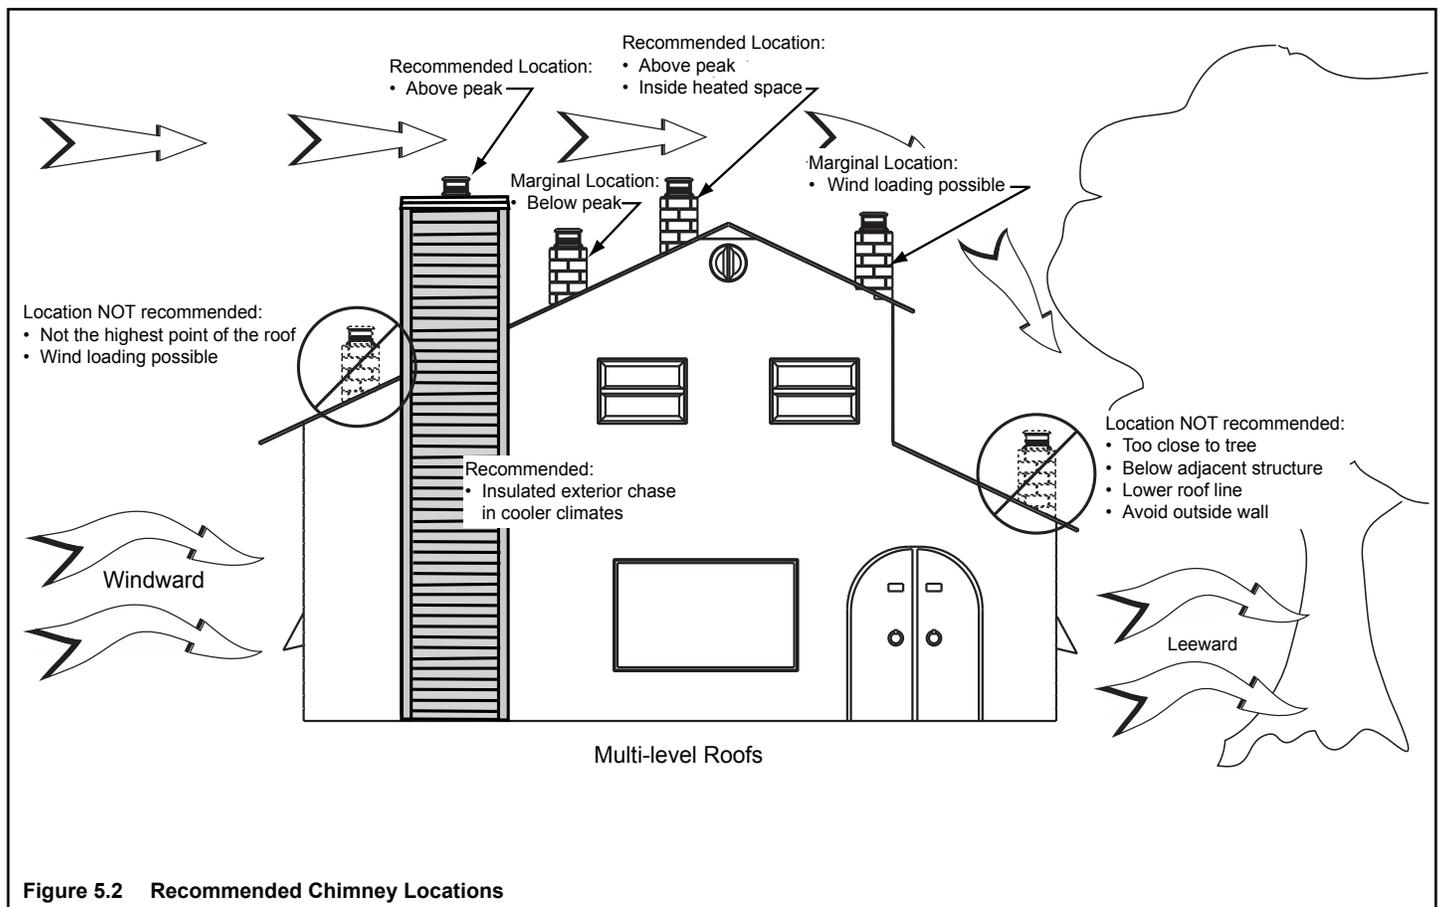 Recommended Location:
• Above peak
Recommended Location:
• Above peak
• Inside heated space
Marginal Location:
• Below peak
Marginal Location:
• Wind loading possible
Location NOT recommended:
• Not the highest point of the roof
• Wind loading possible
Location NOT recommended:
• Too close to tree
• Below adjacent structure
• Lower roof line
• Avoid outside wall
Recommended:
• Insulated exterior chase
in cooler climates
Windward
Leeward
Multi-level Roofs
Figure 5.2 Recommended Chimney Locations